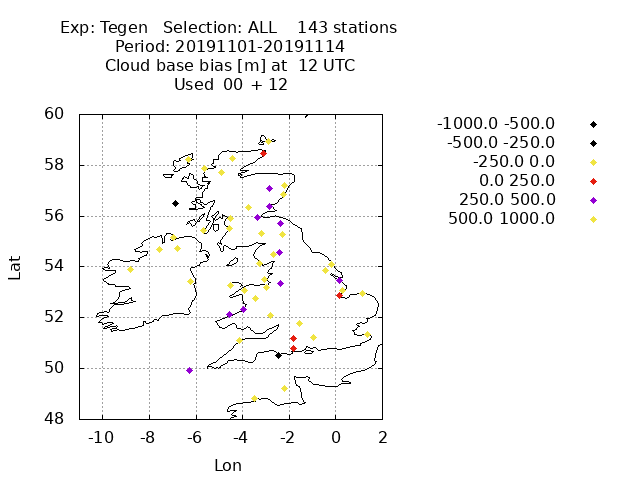 Exp: Tegen   Selection: ALL    143 stations
Period: 20191101-20191114
Cloud base bias [m] at  12 UTC
Used  00 + 12
-1000.0 -500.0
-500.0 -250.0
-250.0 0.0
0.0 250.0
250.0 500.0
500.0 1000.0
60
58
56
54
52
50
48
Lat
-10 -8 -6 -4 -2 0 2
Lon